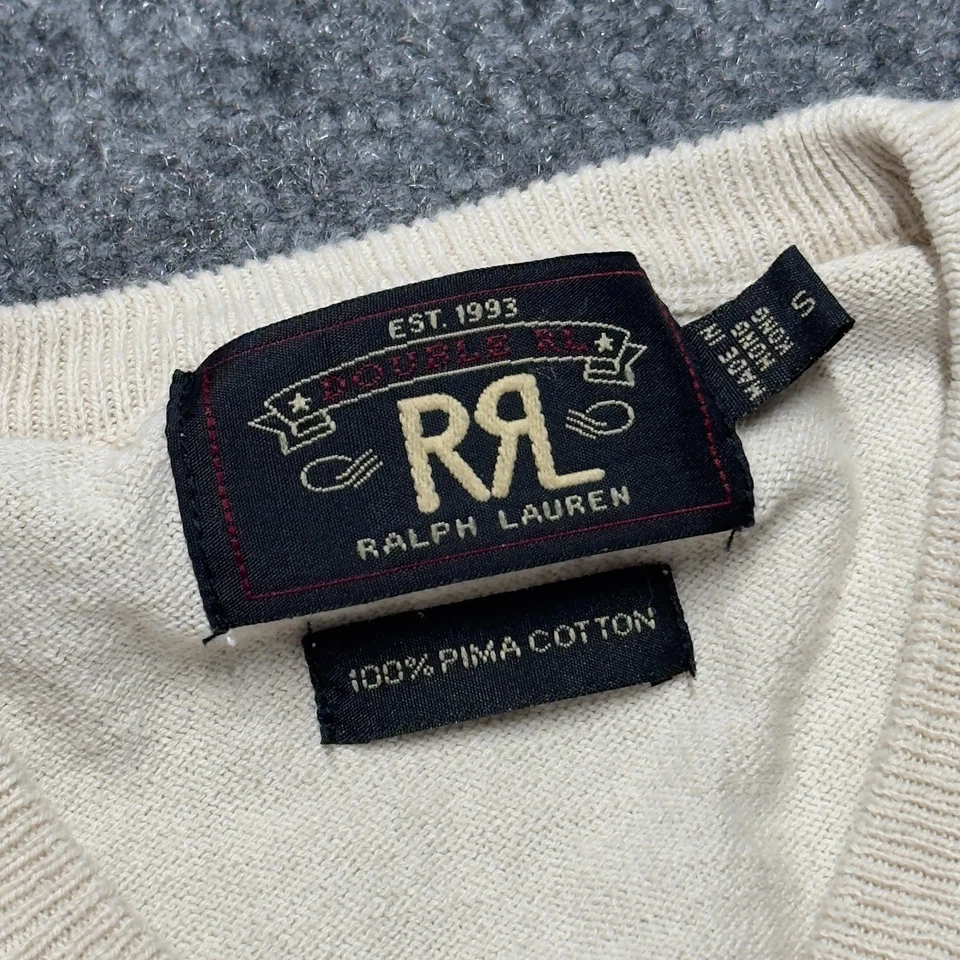 EST. 1993
DOUBLE RL
RRL
RALPH LAUREN
100% PIMA COTTON
S
MADE IN
HONG
KONG